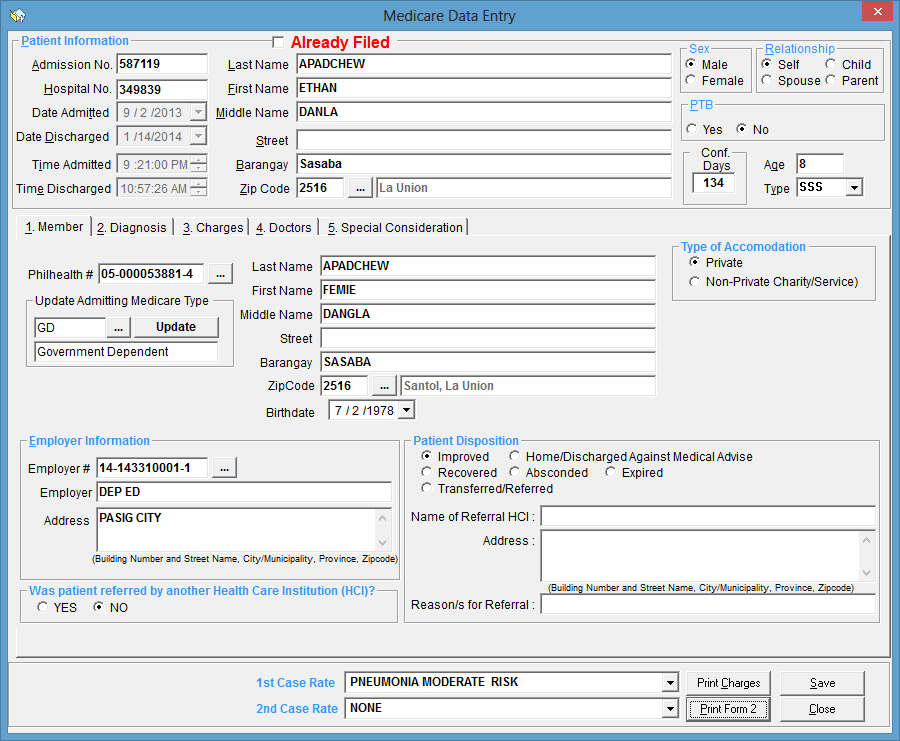 Medicare Data Entry
Patient Information
Already Filed
Admission No. 587119
Hospital No. 349839
Date Admitted 9 / 2 /2013
Date Discharged 1 /14/2014
Time Admitted 9 :21:00 PM
Time Discharged 10:57:26 AM
Last Name APADCHEW
First Name ETHAN
Middle Name DANLA
Street
Barangay Sasaba
Zip Code 2516 ... La Union
Sex
Male
Female
Relationship
Self Child
Spouse Parent
PTB
Yes No
Conf. Days
134
Age 8
Type SSS
1. Member 2. Diagnosis 3. Charges 4. Doctors 5. Special Consideration
Philhealth # 05-000053881-4 ...
Update Admitting Medicare Type
GD ... Update
Government Dependent
Last Name APADCHEW
First Name FEMIE
Middle Name DANGLA
Street
Barangay SASABA
ZipCode 2516 ... Santol, La Union
Birthdate 7 / 2 /1978
Type of Accomodation
Private
Non-Private Charity/Service)
Employer Information
Employer # 14-143310001-1 ...
Employer DEP ED
Address PASIG CITY
(Building Number and Street Name, City/Municipality, Province, Zipcode)
Was patient referred by another Health Care Institution (HCI)?
YES NO
Patient Disposition
Improved Home/Discharged Against Medical Advise
Recovered Absconded Expired
Transferred/Referred
Name of Referral HCI :
Address :
(Building Number and Street Name, City/Municipality, Province, Zipcode)
Reason/s for Referral :
1st Case Rate PNEUMONIA MODERATE RISK
2nd Case Rate NONE
Print Charges Save
Print Form 2 Close